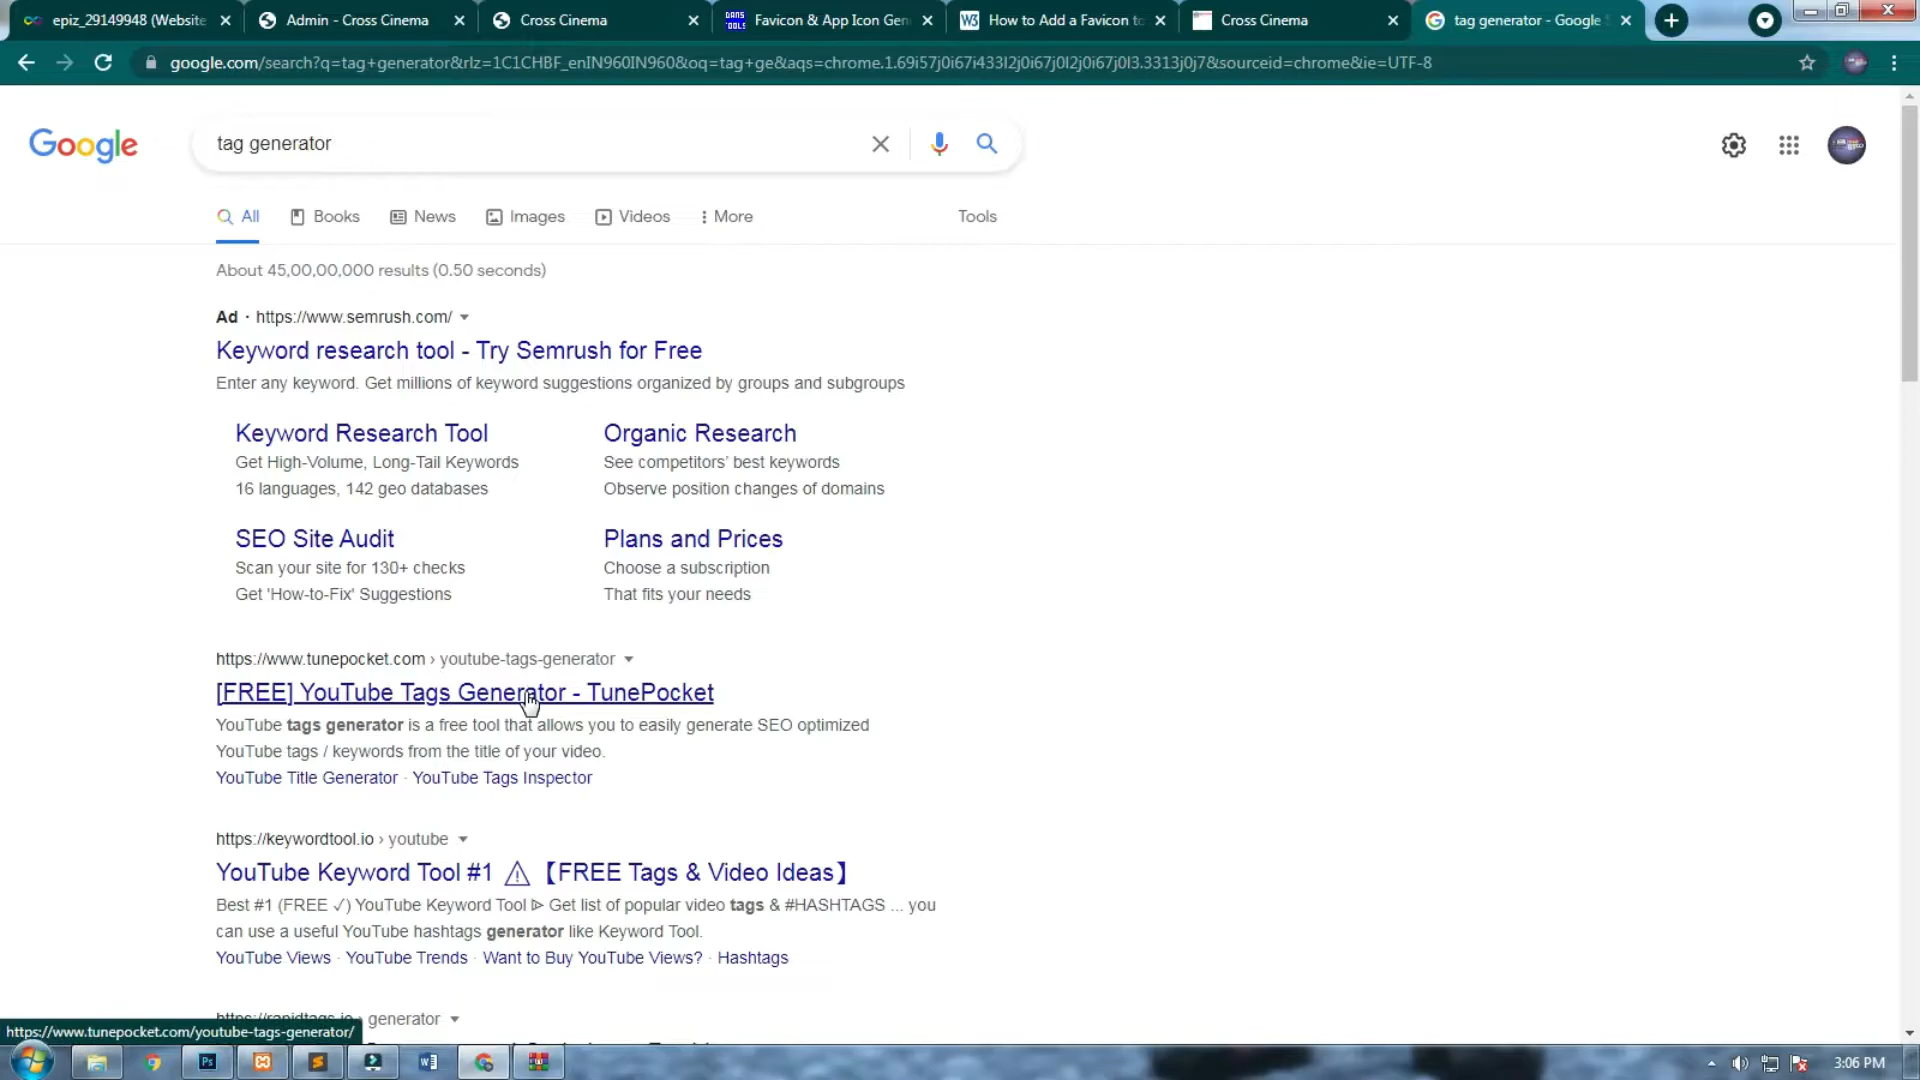 epiz_29149948 (Website
Admin - Cross Cinema
Cross Cinema
DANS TOOLS
Favicon & App Icon Gen
W3
How to Add a Favicon to
Cross Cinema
tag generator - Google
google.com/search?q=tag+generator&rlz=1C1CHBF_enIN960IN960&oq=tag+ge&aqs=chrome.1.69i57j0i67i433l2j0i67j0l2j0i67j0l3.3313j0j7&sourceid=chrome&ie=UTF-8
Google
tag generator
All
Books
News
Images
Videos
More
Tools
About 45,00,00,000 results (0.50 seconds)
Ad · https://www.semrush.com/
Keyword research tool - Try Semrush for Free
Enter any keyword. Get millions of keyword suggestions organized by groups and subgroups
Keyword Research Tool
Get High-Volume, Long-Tail Keywords
16 languages, 142 geo databases
Organic Research
See competitors' best keywords
Observe position changes of domains
SEO Site Audit
Scan your site for 130+ checks
Get 'How-to-Fix' Suggestions
Plans and Prices
Choose a subscription
That fits your needs
https://www.tunepocket.com › youtube-tags-generator
[FREE] YouTube Tags Generator - TunePocket
YouTube tags generator is a free tool that allows you to easily generate SEO optimized
YouTube tags / keywords from the title of your video.
YouTube Title Generator · YouTube Tags Inspector
https://keywordtool.io › youtube
YouTube Keyword Tool #1 ⚠ 【FREE Tags & Video Ideas】
Best #1 (FREE ✓) YouTube Keyword Tool ⊳ Get list of popular video tags & #HASHTAGS ... you
can use a useful YouTube hashtags generator like Keyword Tool.
YouTube Views · YouTube Trends · Want to Buy YouTube Views? · Hashtags
https://rapidtags.io › generator
https://www.tunepocket.com/youtube-tags-generator/
Ps
3:06 PM